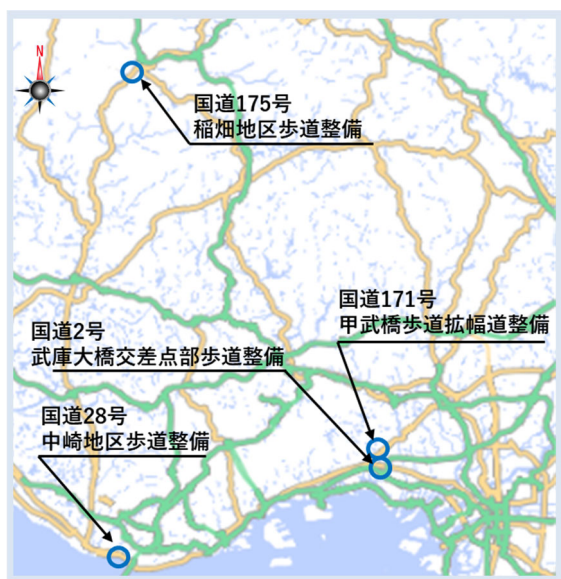 N
国道175号
稲畑地区歩道整備
国道171号
甲武橋歩道拡幅道整備
国道2号
武庫大橋交差点部歩道整備
国道28号
中崎地区歩道整備